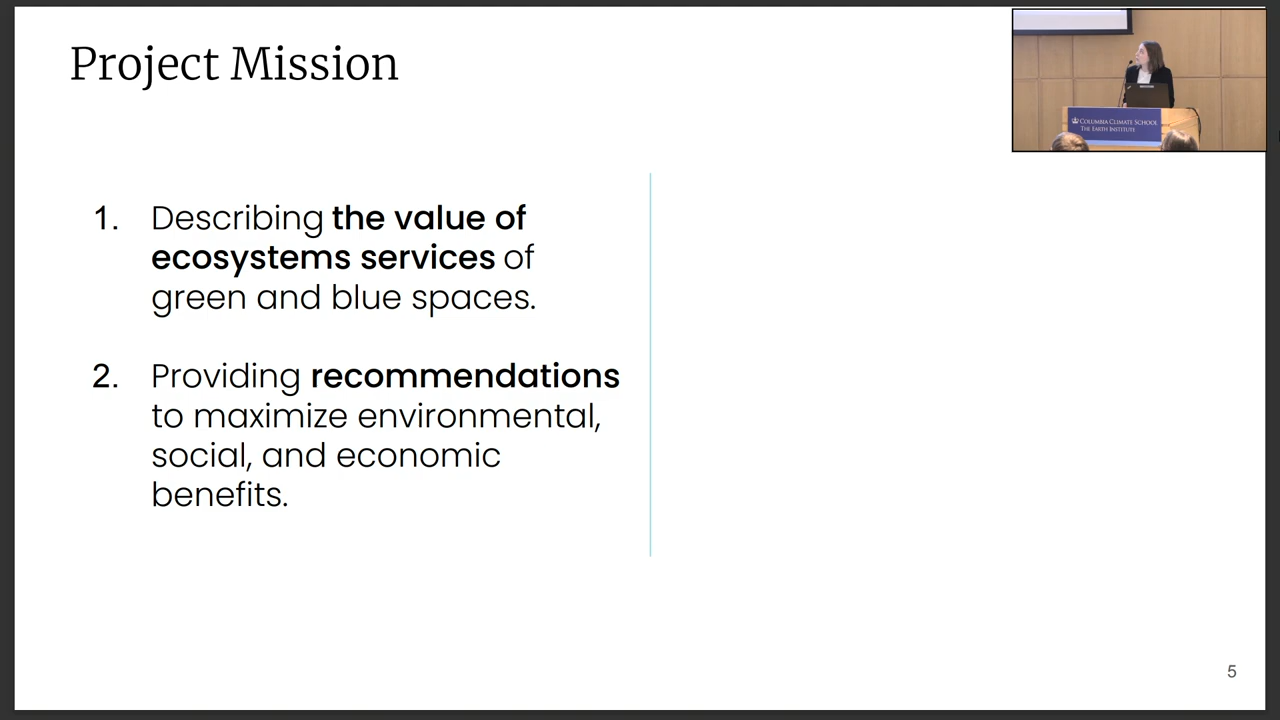 Project Mission
COLUMBIA CLIMATE SCHOOL
THE EARTH INSTITUTE
1. Describing the value of
ecosystems services of
green and blue spaces.
2. Providing recommendations
to maximize environmental,
social, and economic
benefits.
5